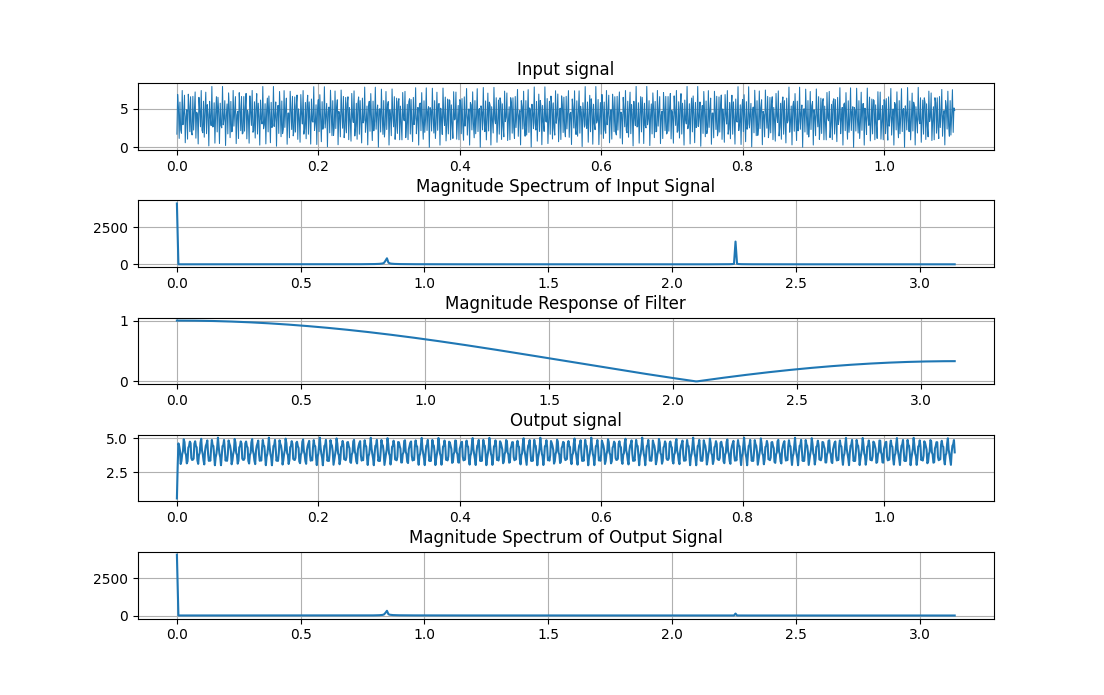 Input signal
5
0
0.0 0.2 0.4 0.6 0.8 1.0
Magnitude Spectrum of Input Signal
2500
0
0.0 0.5 1.0 1.5 2.0 2.5 3.0
Magnitude Response of Filter
1
0
0.0 0.5 1.0 1.5 2.0 2.5 3.0
Output signal
5.0
2.5
0.0 0.2 0.4 0.6 0.8 1.0
Magnitude Spectrum of Output Signal
2500
0
0.0 0.5 1.0 1.5 2.0 2.5 3.0